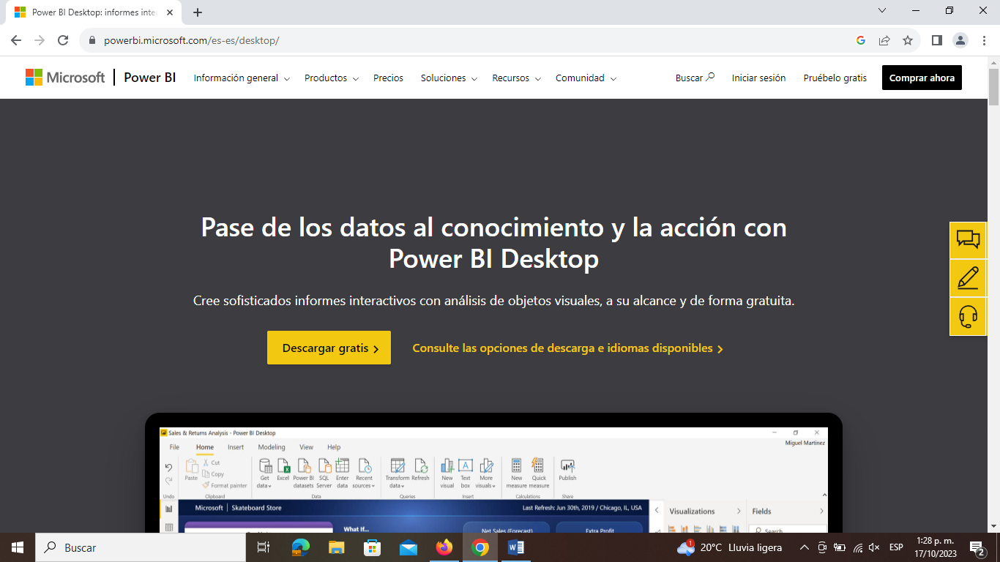 Power BI Desktop: informes inte
powerbi.microsoft.com/es-es/desktop/
Microsoft Power BI Información general Productos Precios Soluciones Recursos Comunidad Buscar Iniciar sesión Pruébelo gratis Comprar ahora
Pase de los datos al conocimiento y la acción con
Power BI Desktop
Cree sofisticados informes interactivos con análisis de objetos visuales, a su alcance y de forma gratuita.
Descargar gratis Consulte las opciones de descarga e idiomas disponibles
Sales & Returns Analysis - Power BI Desktop
Miguel Martinez
File Home Insert Modeling View Help
Cut
Copy
Format painter
Paste
Get data
Excel
Power BI datasets
SQL Server
Enter data
Recent sources
Transform data
Refresh
New visual
Text box
More visuals
New measure
Quick measure
Publish
Undo Clipboard Data Queries Insert Calculations Share
Microsoft Skateboard Store Last Refresh: Jun 30th, 2019 / Chicago, IL, USA
Visualizations Fields
What If...
Net Sales (Forecast) Extra Profit
Search
Buscar
20°C Lluvia ligera
ESP
1:28 p. m.
17/10/2023
2
1